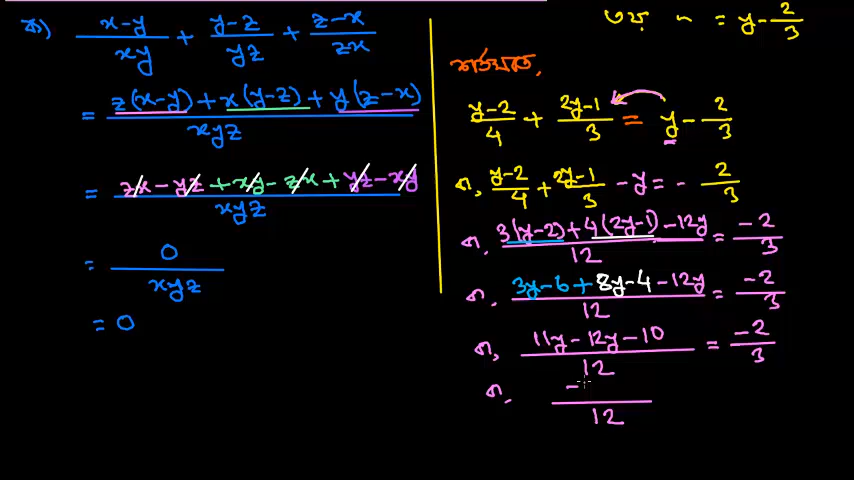 ক) (x-y)/xy + (y-z)/yz + (z-x)/zx
= (z(x-y) + x(y-z) + y(z-x))/xyz
= (zx - yz + xy - zx + yz - xy)/xyz
= 0/xyz
= 0
= y - 2/3
শর্তমতে,
(y-2)/4 + (2y-1)/3 = y - 2/3
বা, (y-2)/4 + (2y-1)/3 - y = - 2/3
বা, (3(y-2) + 4(2y-1) - 12y)/12 = -2/3
বা, (3y-6 + 8y-4 - 12y)/12 = -2/3
বা, (11y - 12y - 10)/12 = -2/3
বা, -/12